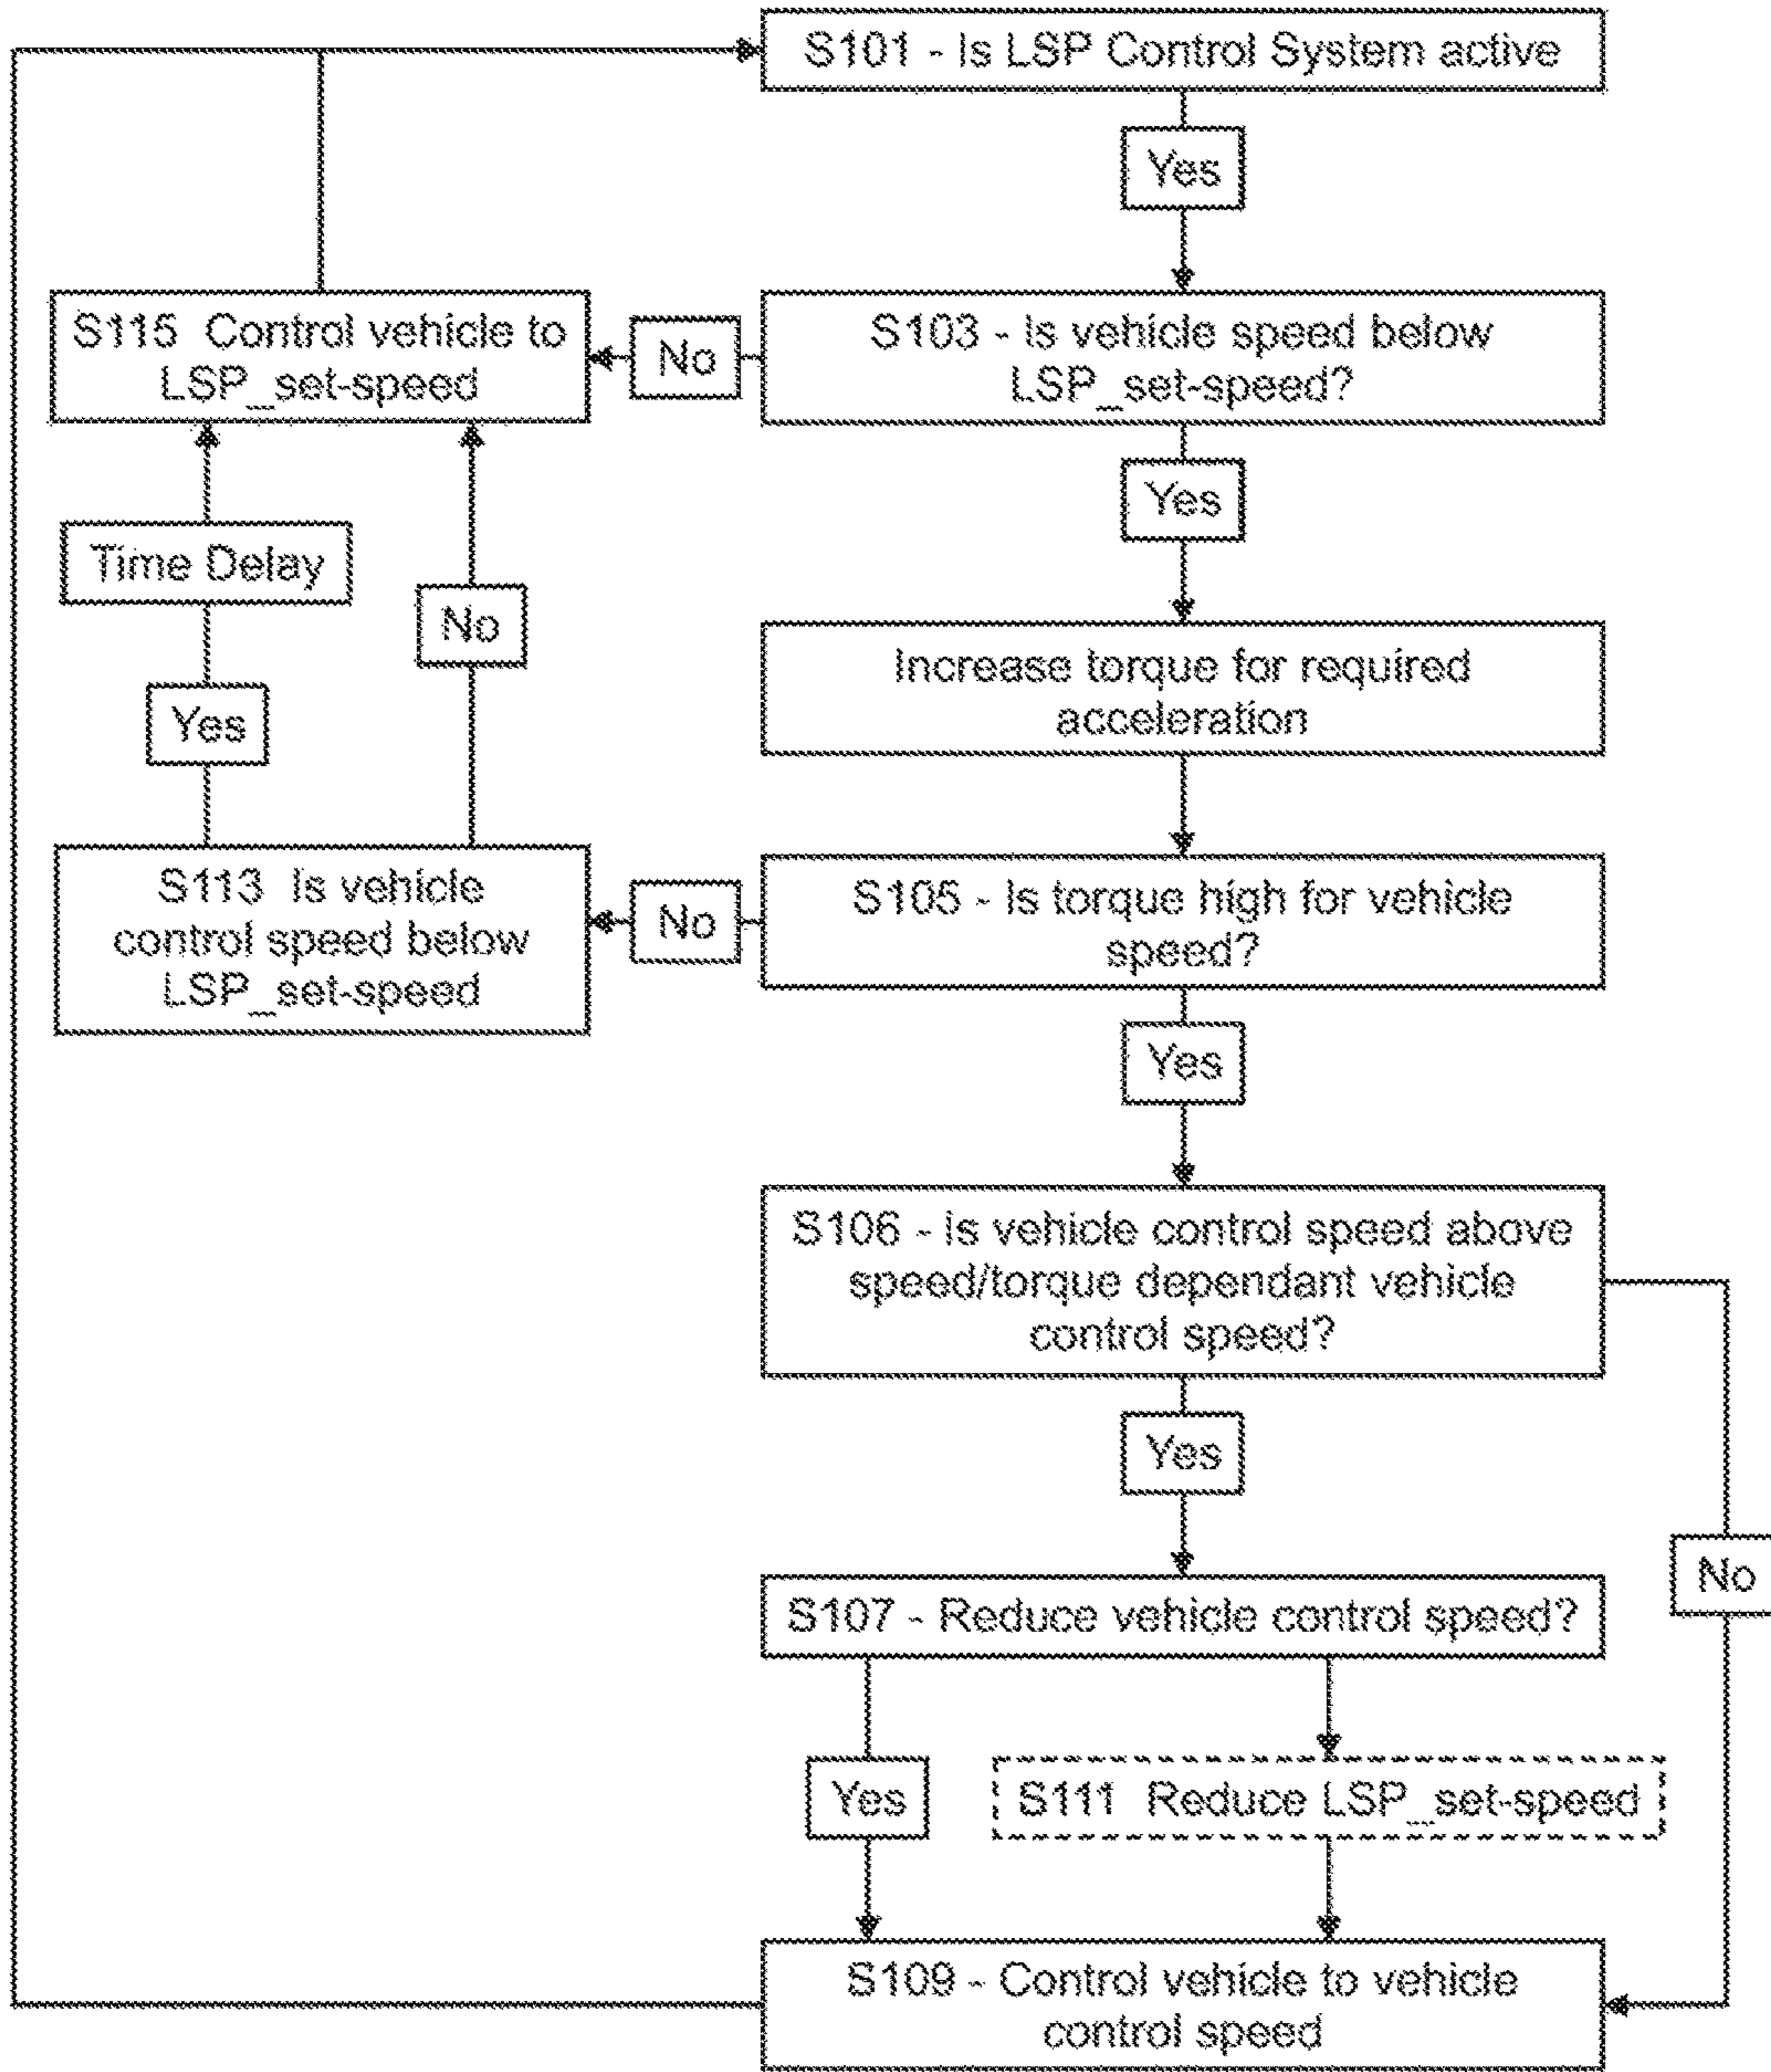 S101 - Is LSP Control System active
Yes
S115 Control vehicle to
LSP_set-speed
No
S103 - Is vehicle speed below
LSP_set-speed?
Yes
Time Delay
No
Increase torque for required
acceleration
Yes
S113 Is vehicle
control speed below
LSP_set-speed
No
S105 - Is torque high for vehicle
speed?
Yes
S106 - Is vehicle control speed above
speed/torque dependant vehicle
control speed?
Yes
No
S107 - Reduce vehicle control speed?
Yes
S111 Reduce LSP_set-speed
S109 - Control vehicle to vehicle
control speed